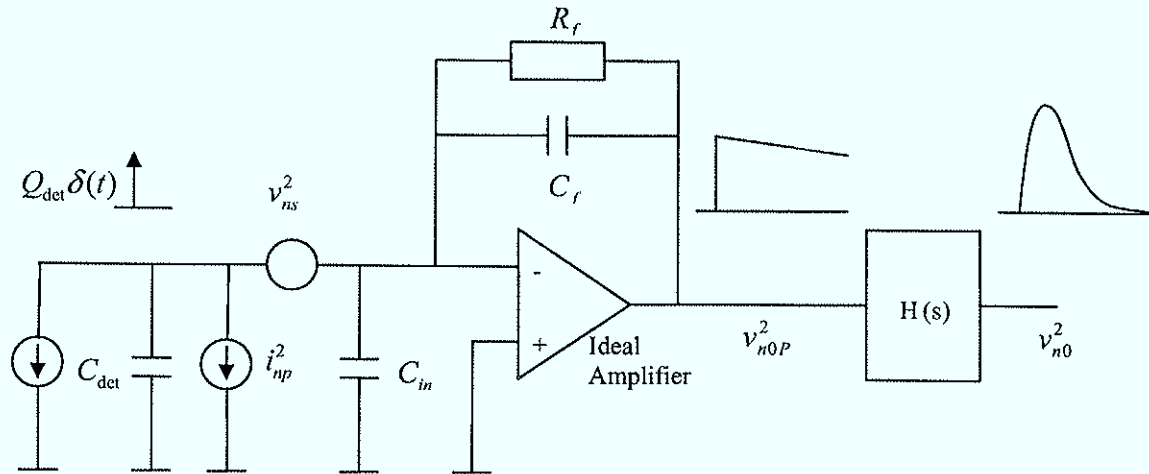 R_f
C_f
Q_det δ(t)
v_ns^2
C_det
i_np^2
C_in
-
+
Ideal
Amplifier
v_n0P^2
H(s)
v_n0^2